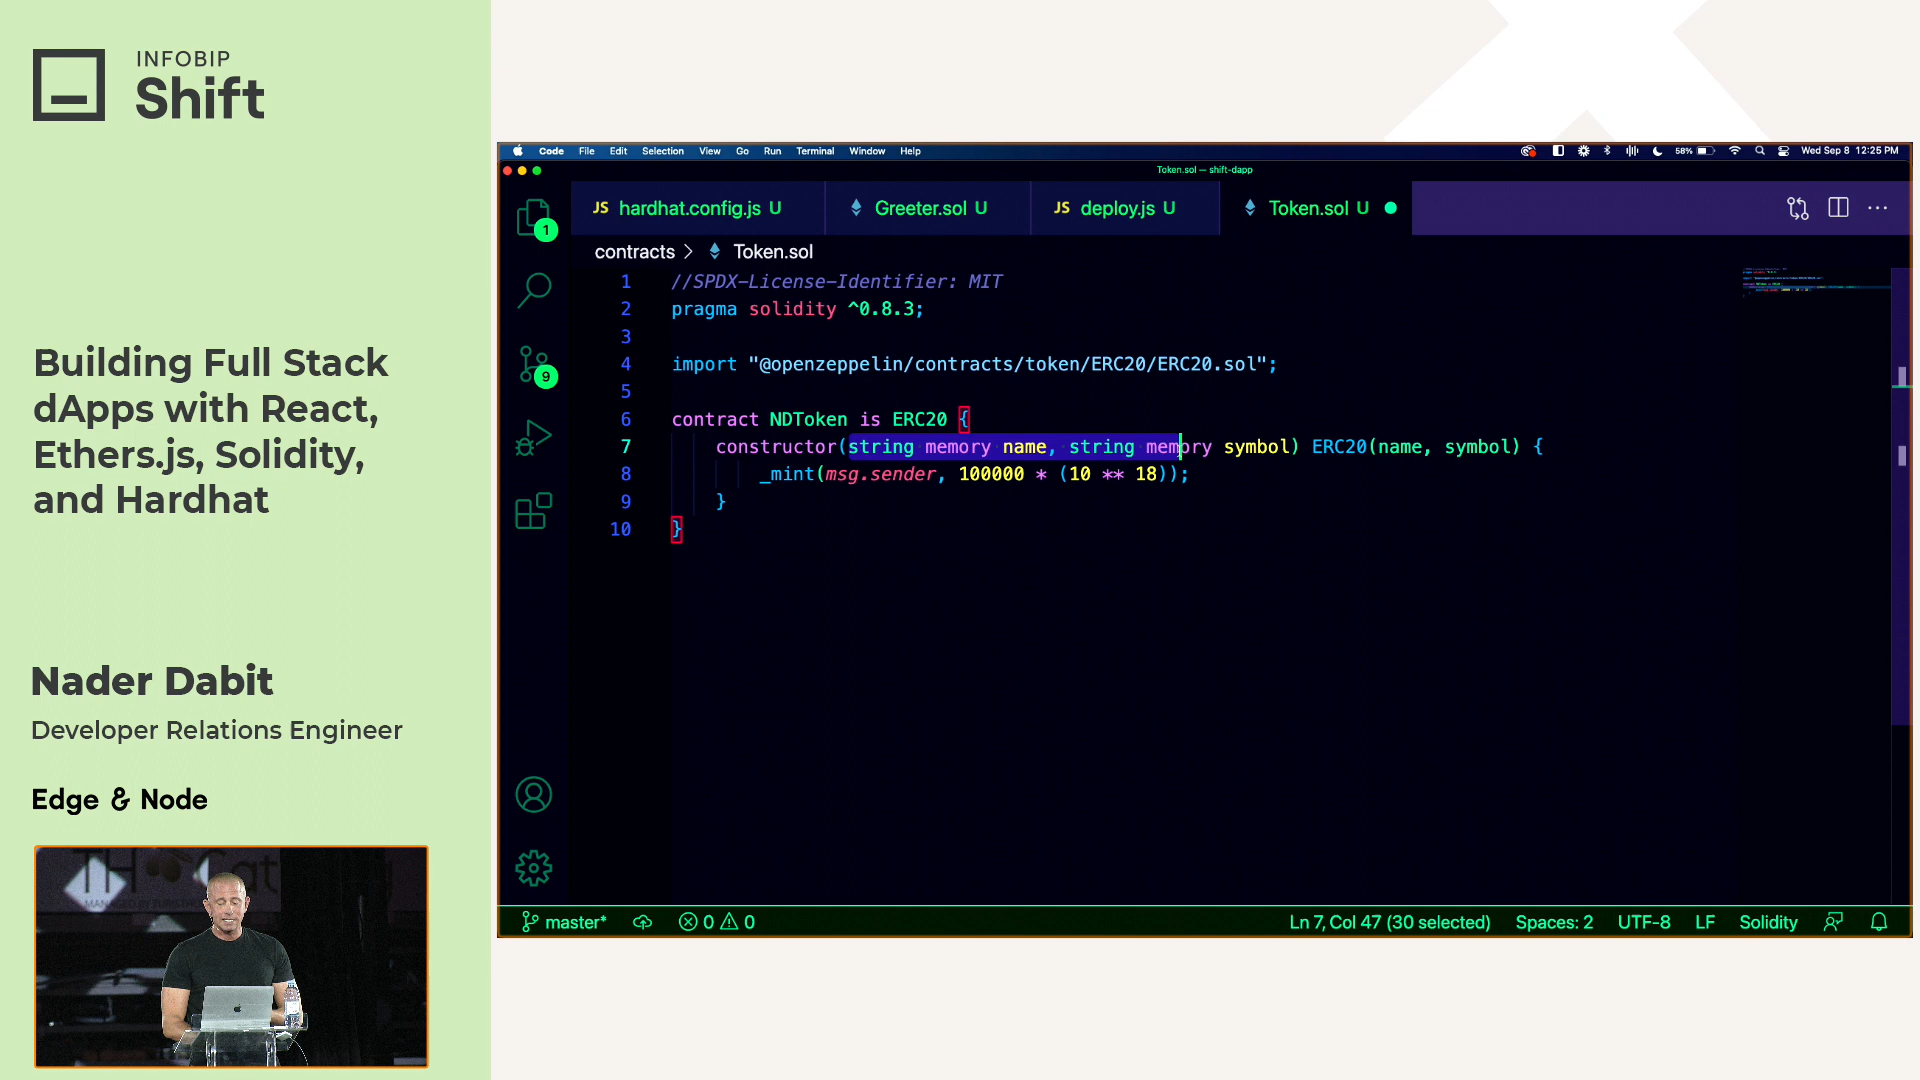 INFOBIP
Shift
Building Full Stack
dApps with React,
Ethers.js, Solidity,
and Hardhat
Nader Dabit
Developer Relations Engineer
Edge & Node
Code File Edit Selection View Go Run Terminal Window Help
58% Wed Sep 8 12:25 PM
Token.sol — shift-dapp
JS hardhat.config.js U
Greeter.sol U
JS deploy.js U
Token.sol U
contracts > Token.sol
1
9
1 //SPDX-License-Identifier: MIT
2 pragma solidity ^0.8.3;
3
4 import "@openzeppelin/contracts/token/ERC20/ERC20.sol";
5
6 contract NDToken is ERC20 {
7 constructor(string memory name, string memory symbol) ERC20(name, symbol) {
8 _mint(msg.sender, 100000 * (10 ** 18));
9 }
10 }
master* 0 0 Ln 7, Col 47 (30 selected) Spaces: 2 UTF-8 LF Solidity